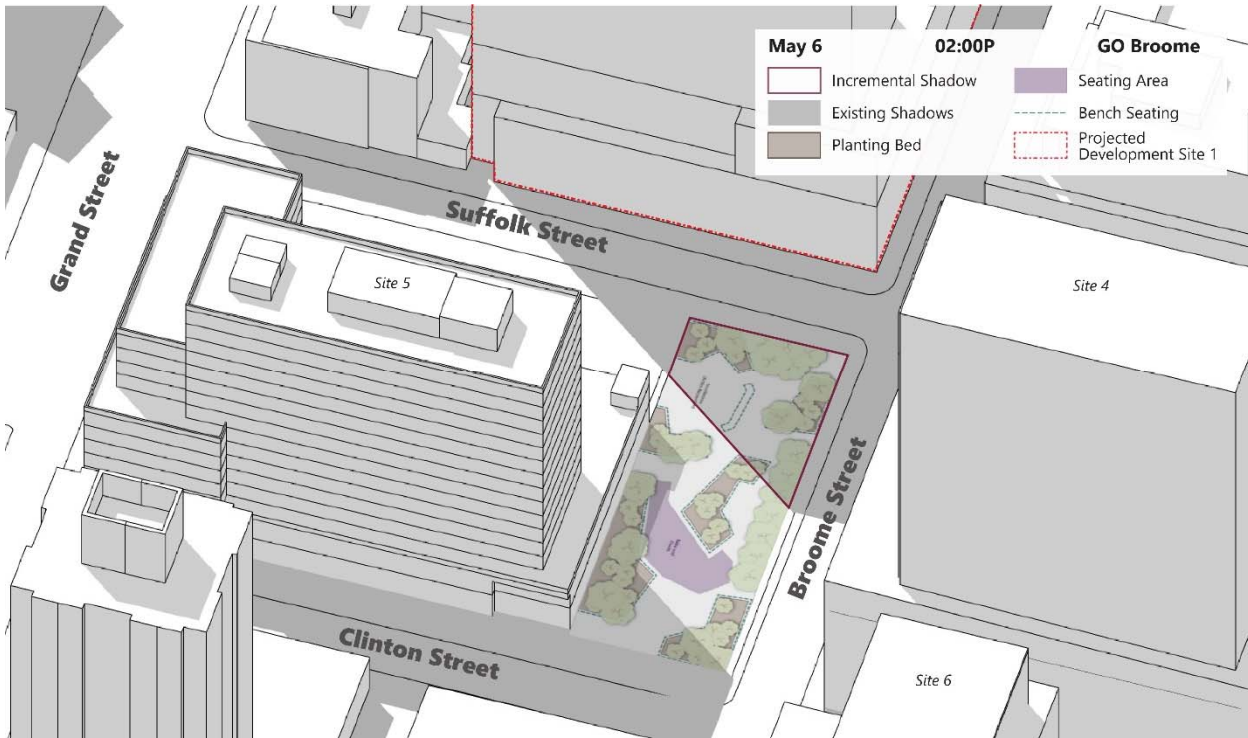 May 6 02:00P GO Broome
Incremental Shadow
Seating Area
Existing Shadows
Bench Seating
Planting Bed
Projected
Development Site 1
Grand Street
Suffolk Street
Site 5
Site 4
Broome Street
Clinton Street
Site 6